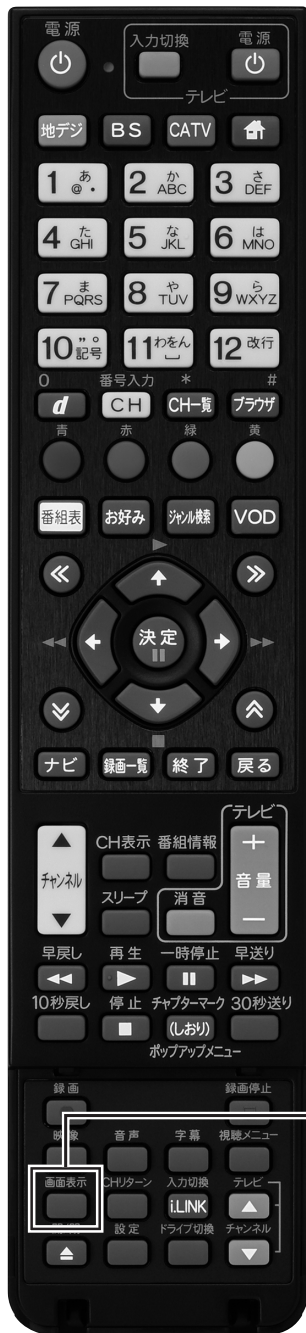 電源 入力切換 電源
テレビ
地デジ BS CATV
1 あ @. 2 か ABC 3 さ DEF
4 た GHI 5 な JKL 6 は MNO
7 ま PQRS 8 や TUV 9 ら WXYZ
10 記号 11 わをん 12 改行
0 番号入力 * #
d CH CH一覧 ブラウザ
青 赤 緑 黄
番組表 お好み ジャンル検索 VOD
決定
ナビ 録画一覧 終了 戻る
テレビ
CH表示 番組情報 +
チャンネル スリープ 消音 音量
-
早戻し 再生 一時停止 早送り
10秒戻し 停止 チャプターマーク 30秒送り
(しおり)
ポップアップメニュー
録画 録画停止
映像 音声 字幕 視聴メニュー
画面表示 CHリターン 入力切換 テレビ
i.LINK
設定 ドライブ切換 チャンネル